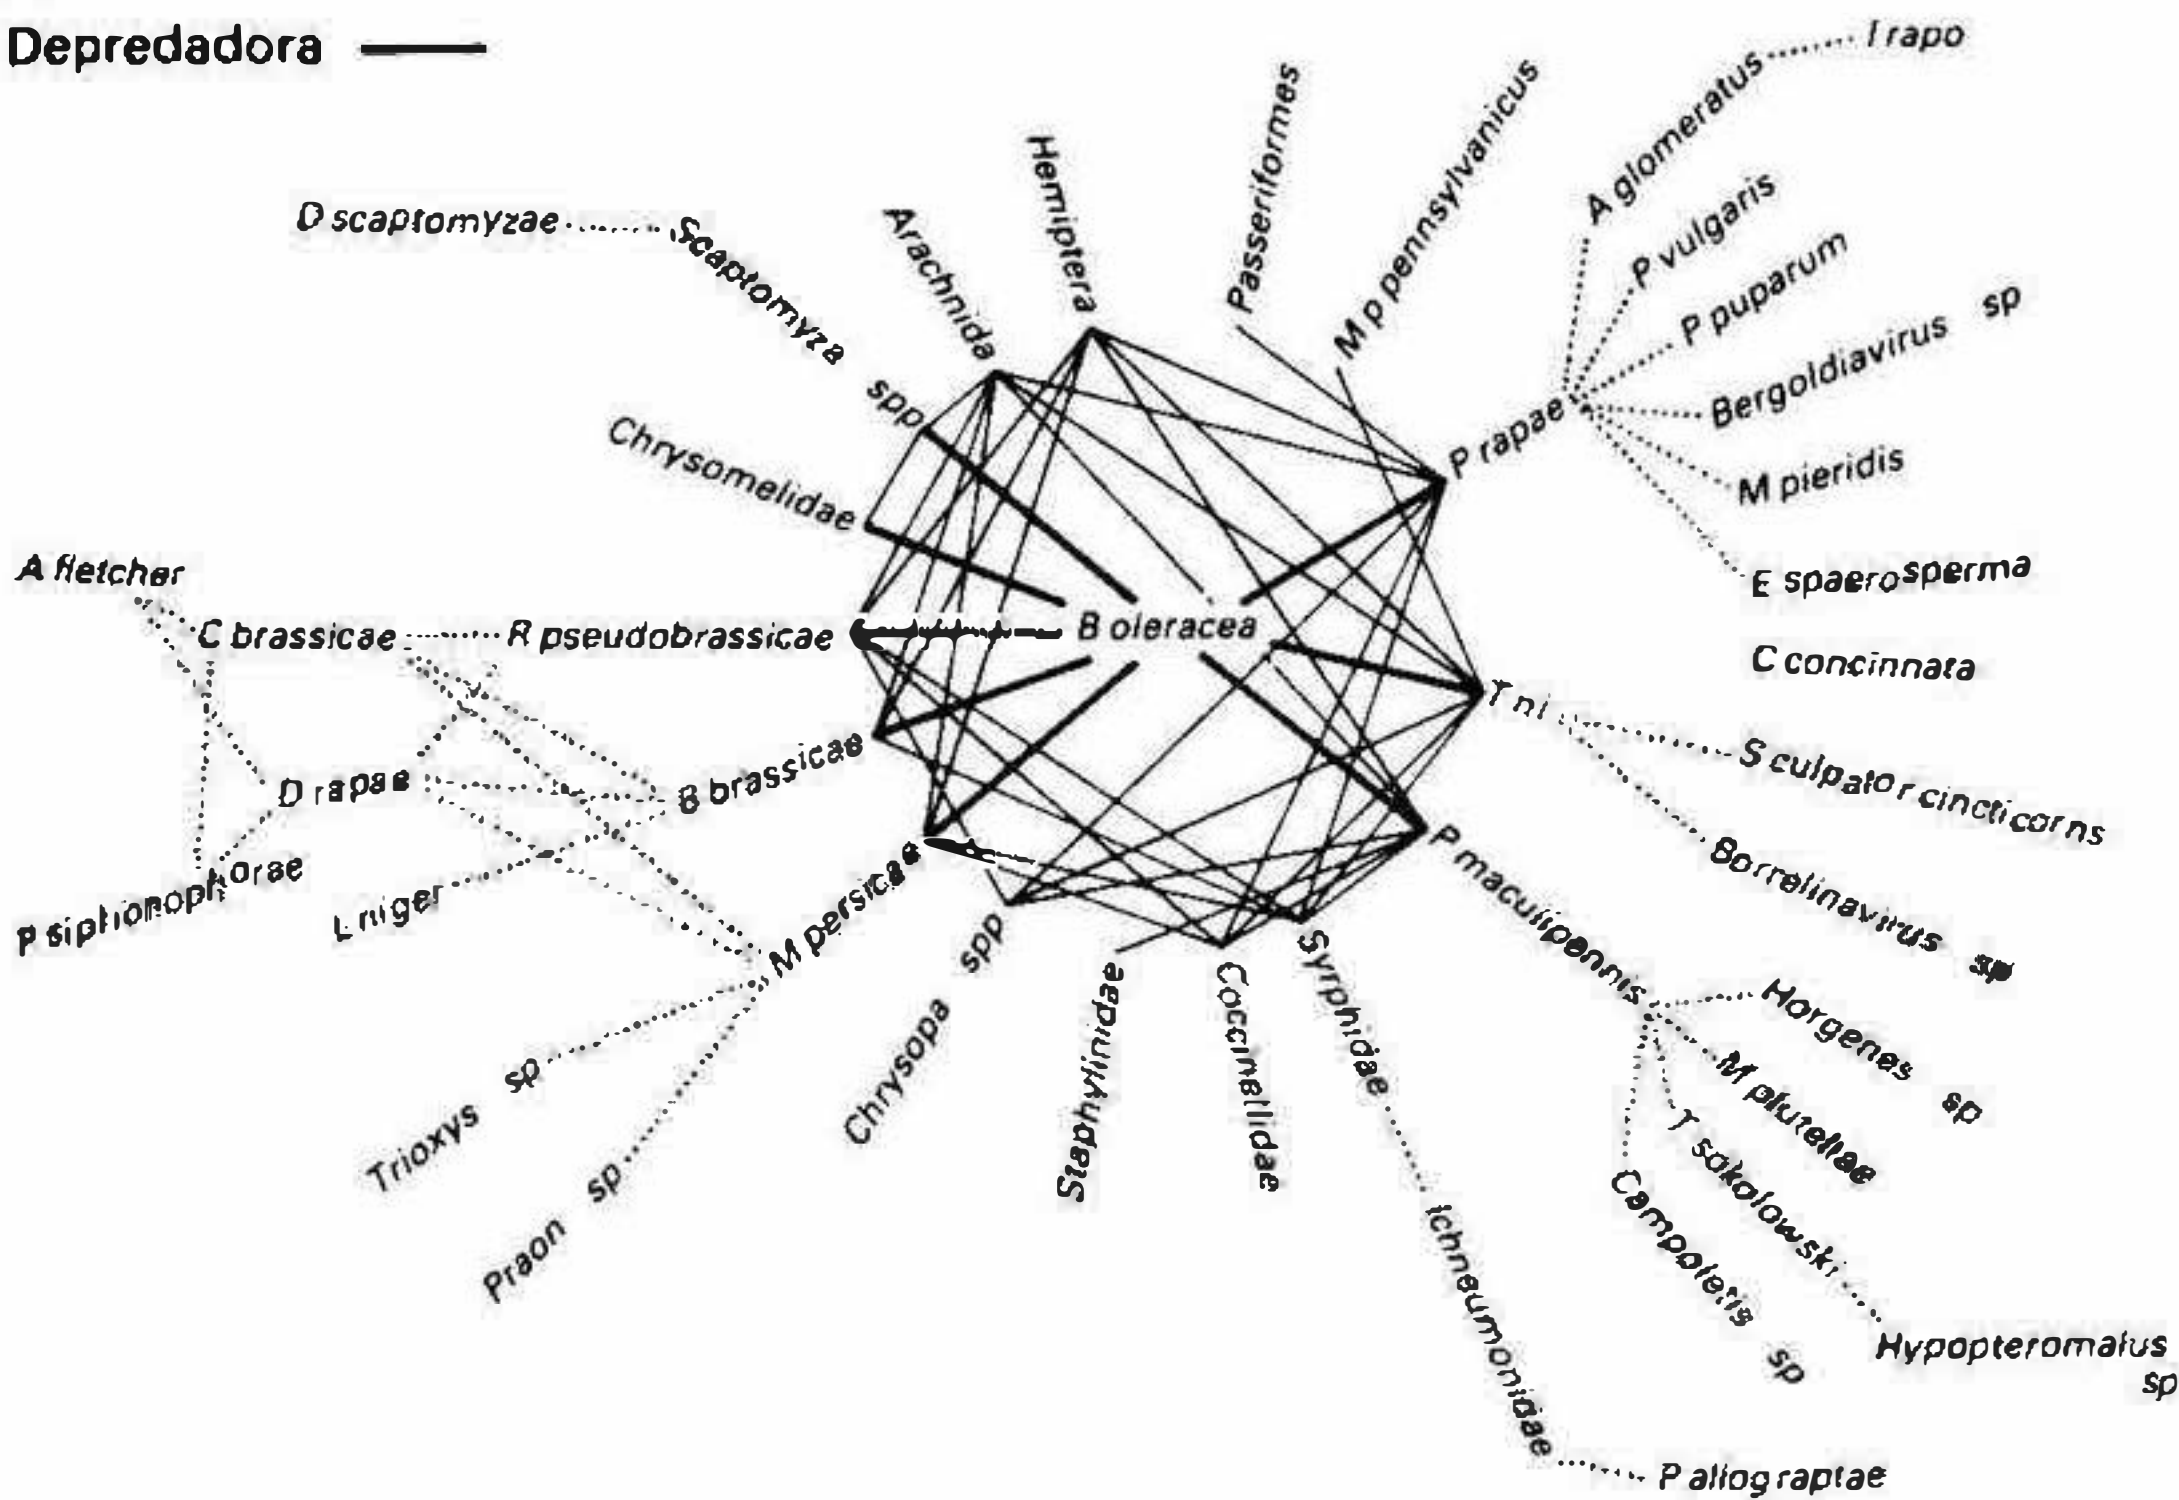 Depredadora
I rapo
A glomeratus
P vulgaris
P puparum
Bergoldiavirus sp
M pieridis
E spaerosperma
C concinnata
Passeriformes
M p pennsylvanicus
Hemiptera
Arachnida
D scaptomyzae
Scaptomyza spp
Chrysomelidae
P rapae
A fletcher
C brassicae
R pseudobrassicae
B oleracea
T ni
S culpator cincticorns
Borrelinavirus sp
D rapae
B brassicae
P siphonophorae
L niger
M persicae
P maculipennis
Horgenes sp
M plutellae
T sokolowski
Campoletis sp
Hypopteromalus
sp
Trioxys sp
Praon sp
Chrysopa spp
Staphylinidae
Coccinellidae
Syrphidae
Ichneumonidae
P allograptae